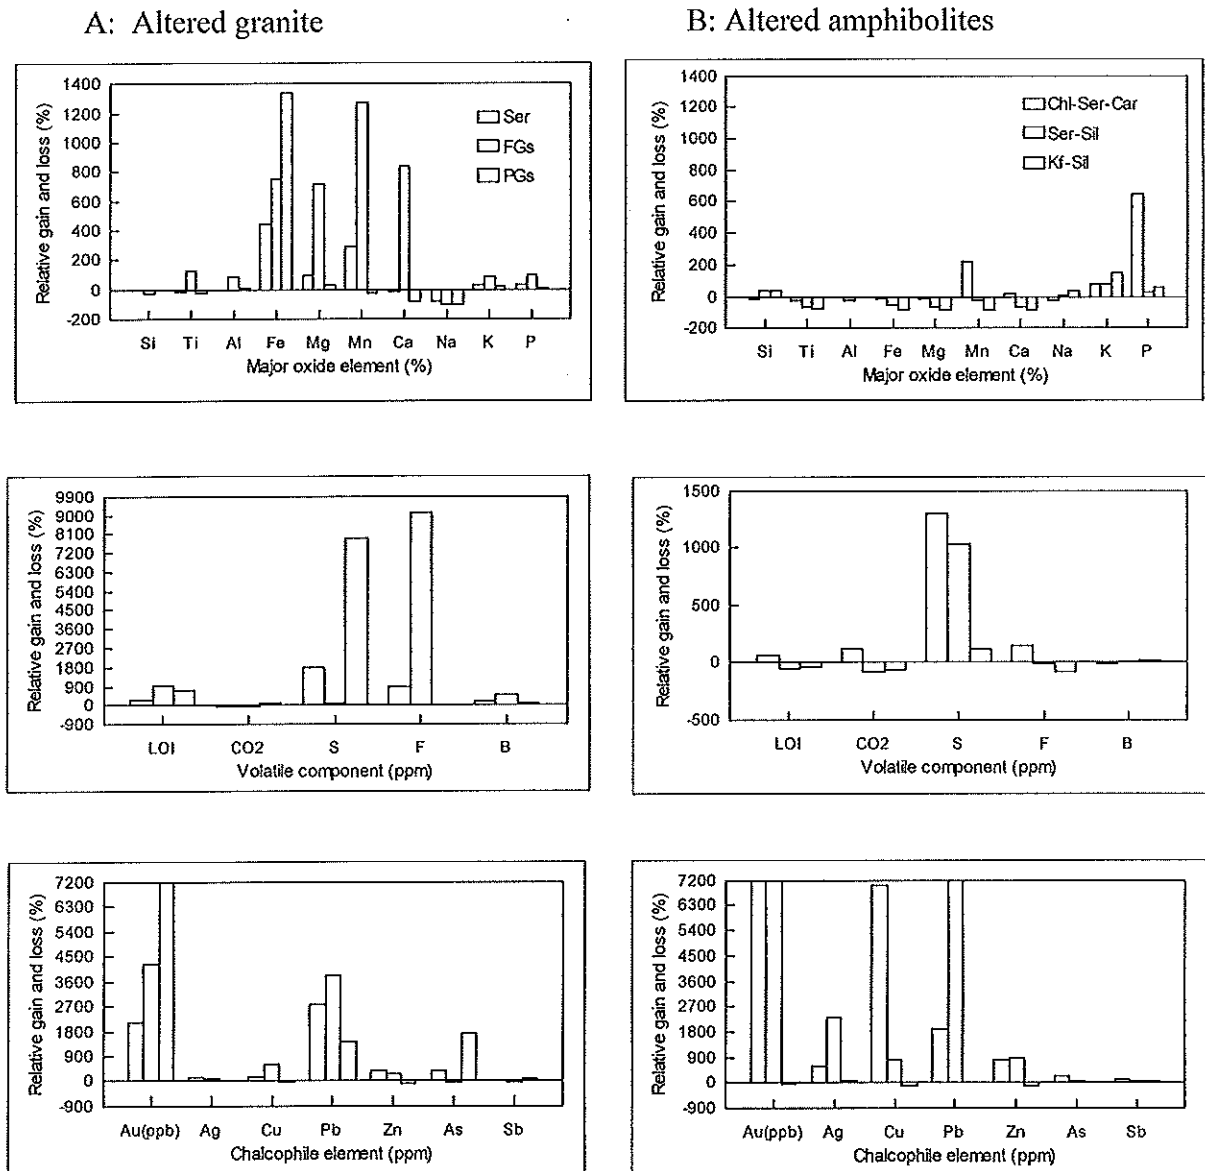 A: Altered granite
B: Altered amphibolites
Relative gain and loss (%)
1400
1200
1000
800
600
400
200
0
-200
Ser
FGs
PGs
Si Ti Al Fe Mg Mn Ca Na K P
Major oxide element (%)
Relative gain and loss (%)
1400
1200
1000
800
600
400
200
0
-200
Chl-Ser-Car
Ser-Sil
Kf-Sil
Si Ti Al Fe Mg Mn Ca Na K P
Major oxide element (%)
Relative gain and loss (%)
9900
9000
8100
7200
6300
5400
4500
3600
2700
1800
900
0
-900
LOI CO2 S F B
Volatile component (ppm)
Relative gain and loss (%)
1500
1000
500
0
-500
LOI CO2 S F B
Volatile component (ppm)
Relative gain and loss (%)
7200
6300
5400
4500
3600
2700
1800
900
0
-900
Au(ppb) Ag Cu Pb Zn As Sb
Chalcophile element (ppm)
Relative gain and loss (%)
7200
6300
5400
4500
3600
2700
1800
900
0
-900
Au(ppb) Ag Cu Pb Zn As Sb
Chalcophile element (ppm)